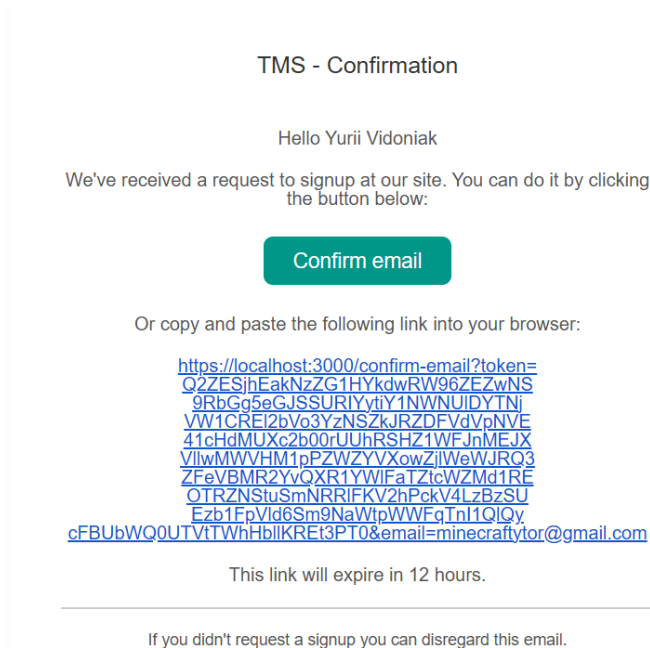 TMS - Confirmation
Hello Yurii Vidoniak
We've received a request to signup at our site. You can do it by clicking
the button below:
Confirm email
Or copy and paste the following link into your browser:
https://localhost:3000/confirm-email?token=
Q2ZESjhEakNzZG1HYkdwRW96ZEZwNS
9RbGg5eGJSSURIYytiY1NWNUlDYTNj
VW1CREl2bVo3YzNSZkJRZDFVdVpNVE
41cHdMUXc2b00rUUhRSHZ1WFJnMEJX
VllwMWVHM1pPZWZYVXowZjlWeWJRQ3
ZFeVBMR2YvQXR1YWlFaTZtcWZMd1RE
OTRZNStuSmNRRlFKV2hPckV4LzBzSU
Ezb1FpVld6Sm9NaWtpWWFqTnI1QlQy
cFBUbWQ0UTVtTWhHbllKREt3PT0&email=minecraftytor@gmail.com
This link will expire in 12 hours.
If you didn't request a signup you can disregard this email.